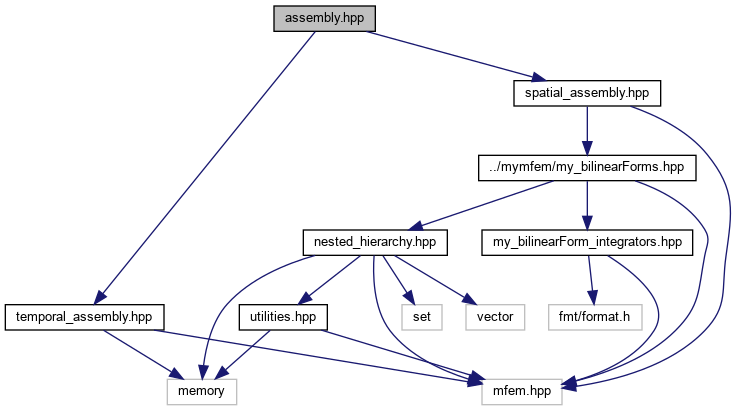 assembly.hpp
spatial_assembly.hpp
../mymfem/my_bilinearForms.hpp
nested_hierarchy.hpp
my_bilinearForm_integrators.hpp
temporal_assembly.hpp
utilities.hpp
set
vector
fmt/format.h
memory
mfem.hpp